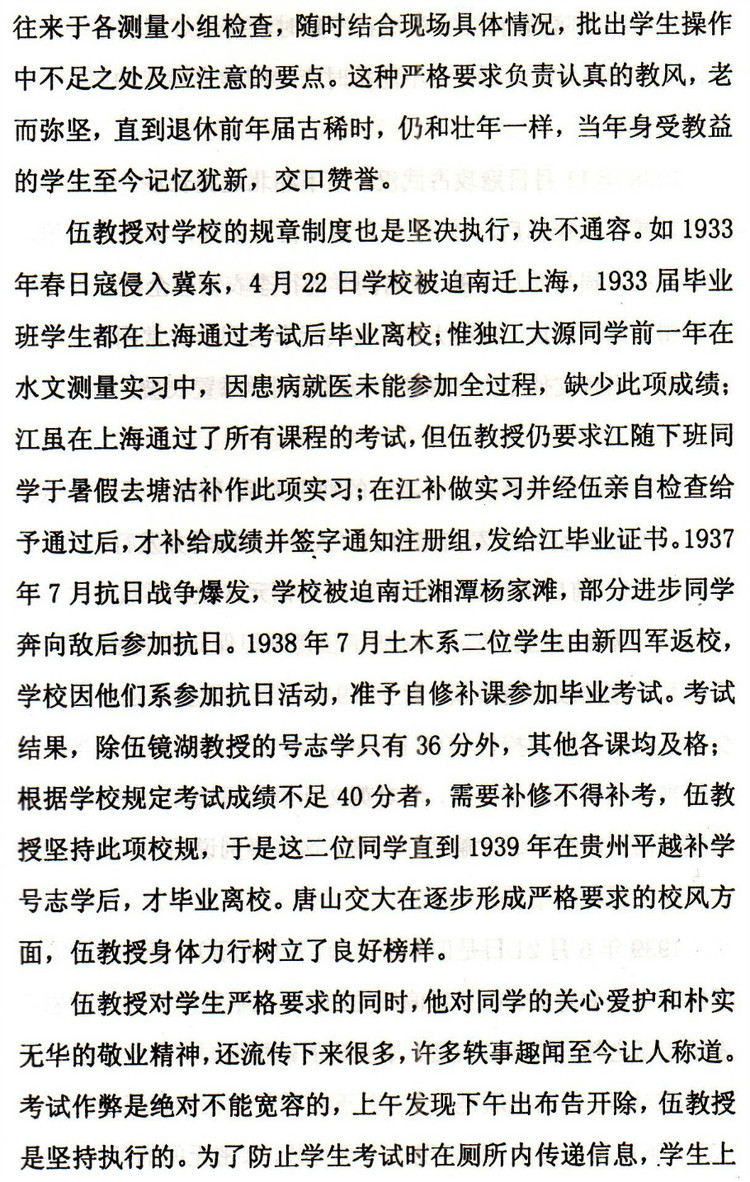 往来于各测量小组检查，随时结合现场具体情况，批出学生操作
中不足之处及应注意的要点。这种严格要求负责认真的教风，老
而弥坚，直到退休前年届古稀时，仍和壮年一样，当年身受教益
的学生至今记忆犹新，交口赞誉。
伍教授对学校的规章制度也是坚决执行，决不通容。如 1933
年春日寇侵入冀东，4 月 22 日学校被迫南迁上海，1933 届毕业
班学生都在上海通过考试后毕业离校；惟独江大源同学前一年在
水文测量实习中，因患病就医未能参加全过程，缺少此项成绩；
江虽在上海通过了所有课程的考试，但伍教授仍要求江随下班同
学于暑假去塘沽补作此项实习；在江补做实习并经伍亲自检查给
予通过后，才补给成绩并签字通知注册组，发给江毕业证书。1937
年 7 月抗日战争爆发，学校被迫南迁湘潭杨家滩，部分进步同学
奔向敌后参加抗日。1938 年 7 月土木系二位学生由新四军返校，
学校因他们系参加抗日活动，准予自修补课参加毕业考试。考试
结果，除伍镜湖教授的号志学只有 36 分外，其他各课均及格；
根据学校规定考试成绩不足 40 分者，需要补修不得补考，伍教
授坚持此项校规，于是这二位同学直到 1939 年在贵州平越补学
号志学后，才毕业离校。唐山交大在逐步形成严格要求的校风方
面，伍教授身体力行树立了良好榜样。
伍教授对学生严格要求的同时，他对同学的关心爱护和朴实
无华的敬业精神，还流传下来很多，许多轶事趣闻至今让人称道。
考试作弊是绝对不能宽容的，上午发现下午出布告开除，伍教授
是坚持执行的。为了防止学生考试时在厕所内传递信息，学生上